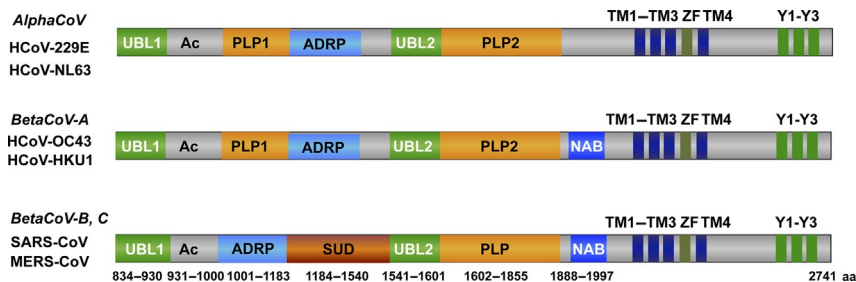 AlphaCoV
TM1–TM3 ZF TM4 Y1-Y3
HCoV-229E
HCoV-NL63
UBL1 Ac PLP1 ADRP UBL2 PLP2
BetaCoV-A
TM1–TM3 ZF TM4 Y1-Y3
HCoV-OC43
HCoV-HKU1
UBL1 Ac PLP1 ADRP UBL2 PLP2 NAB
BetaCoV-B, C
TM1–TM3 ZF TM4 Y1-Y3
SARS-CoV
MERS-CoV
UBL1 Ac ADRP SUD UBL2 PLP NAB
834–930 931–1000 1001–1183 1184–1540 1541–1601 1602–1855 1888–1997 2741 aa